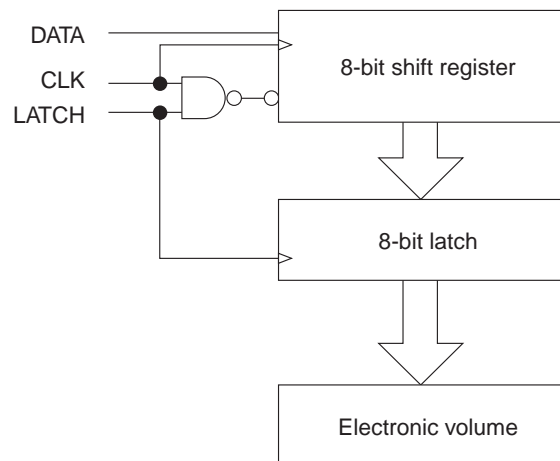 DATA
CLK
LATCH
8-bit shift register
8-bit latch
Electronic volume